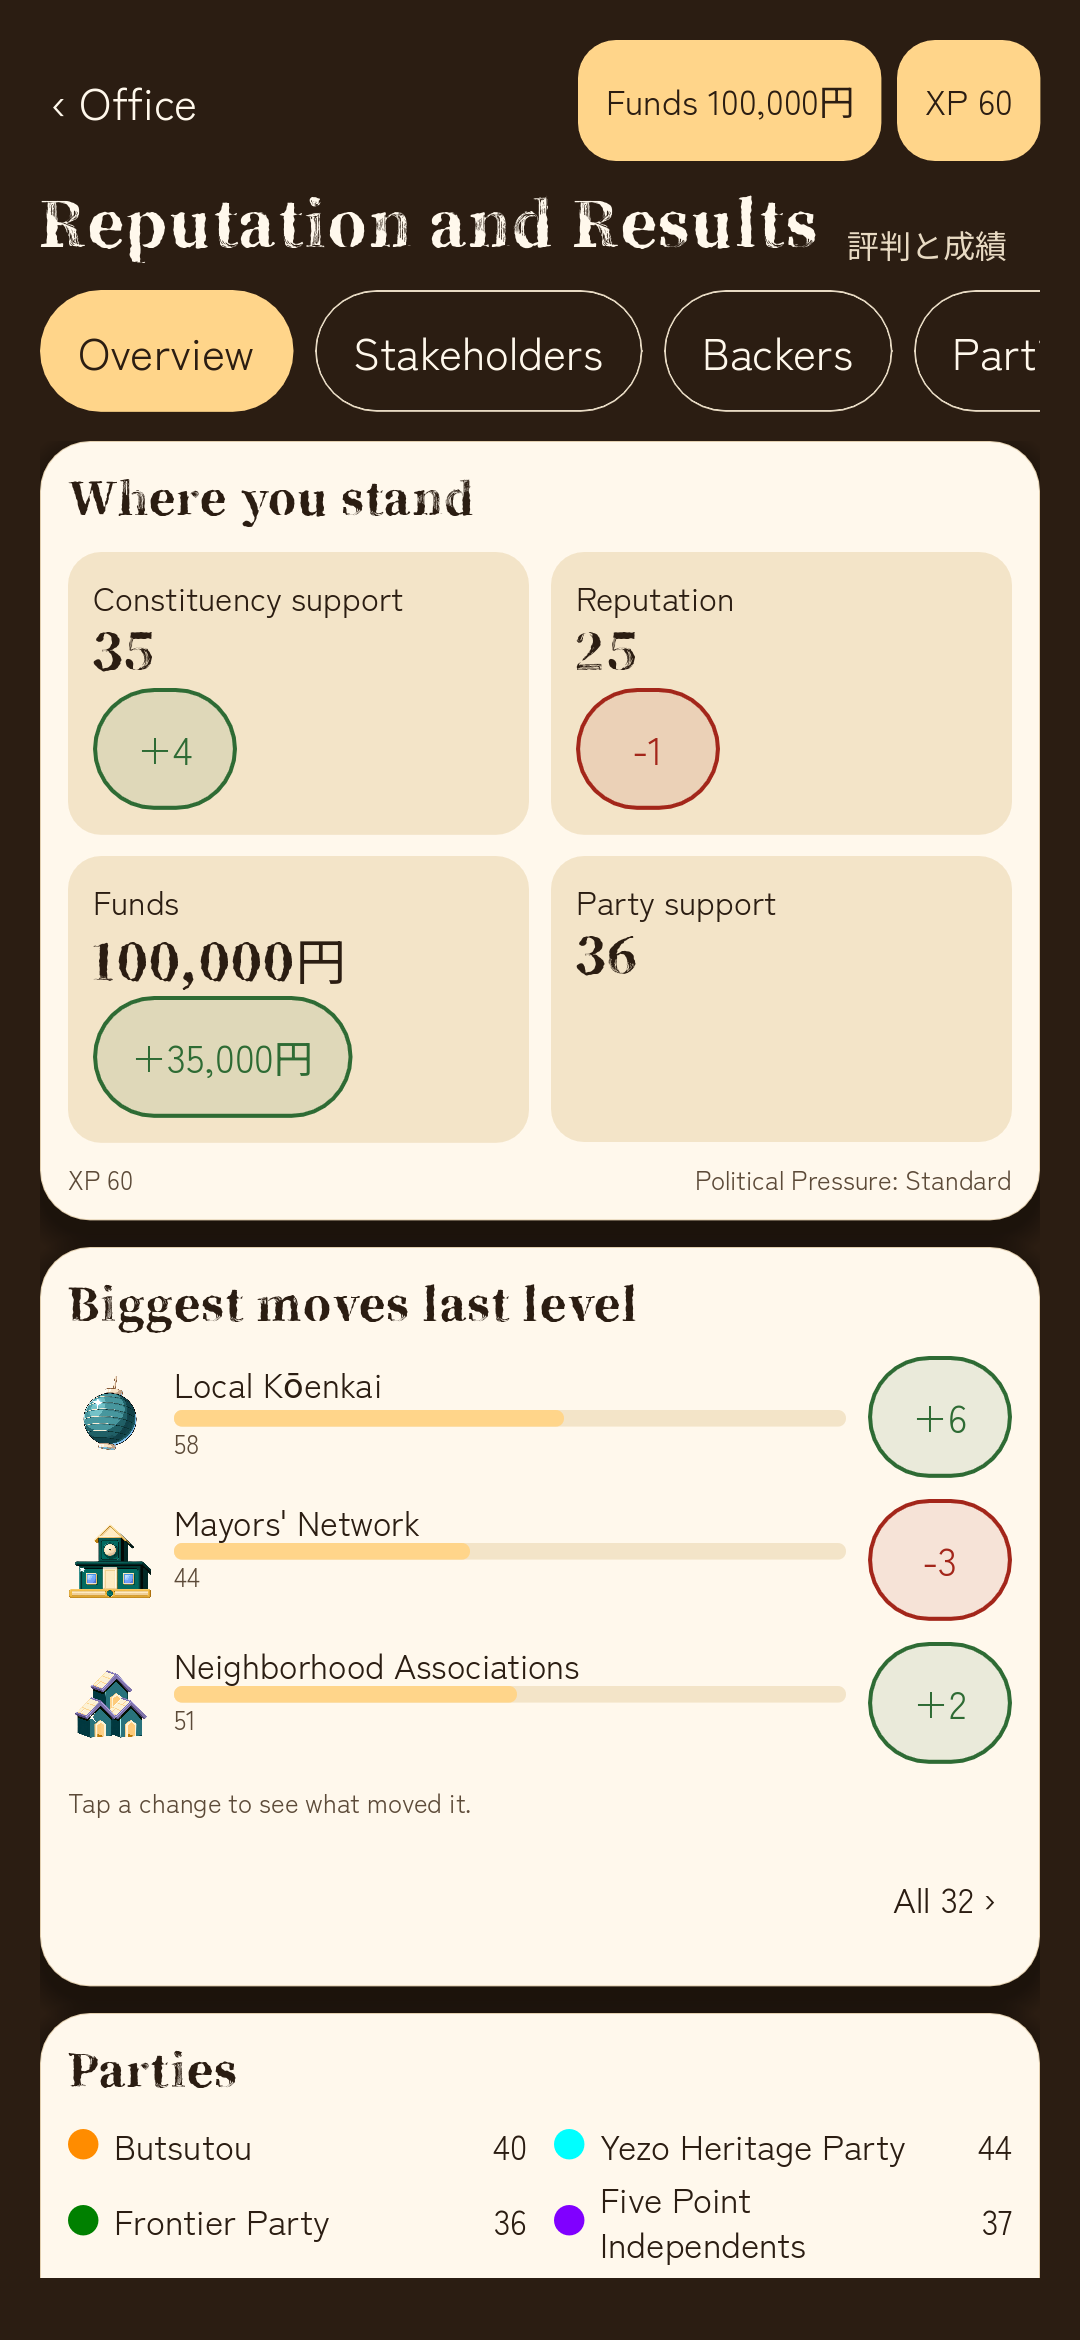 ‹ Office
Funds 100,000円
XP 60
Reputation and Results
評判と成績
Overview
Stakeholders
Backers
Where you stand
Constituency support
35
+4
Reputation
25
-1
Funds
100,000円
+35,000円
Party support
36
XP 60
Political Pressure: Standard
Biggest moves last level
Local Kōenkai
58
+6
Mayors' Network
44
-3
Neighborhood Associations
51
+2
Tap a change to see what moved it.
All 32 ›
Parties
Butsutou
40
Yezo Heritage Party
44
Frontier Party
36
Five Point
Independents
37